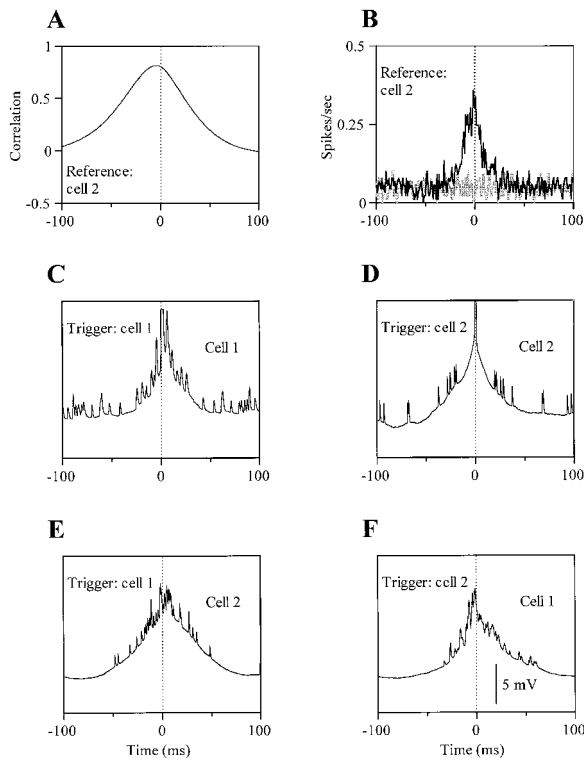 A
B
1
0.5
0
-0.5
Correlation
Reference:
cell 2
-100
0
100
0.5
0.25
0
Spikes/sec
Reference:
cell 2
-100
0
100
C
D
Trigger: cell 1
Cell 1
-100
0
100
Trigger: cell 2
Cell 2
-100
0
100
E
F
Trigger: cell 1
Cell 2
-100
0
100
Time (ms)
Trigger: cell 2
Cell 1
5 mV
-100
0
100
Time (ms)